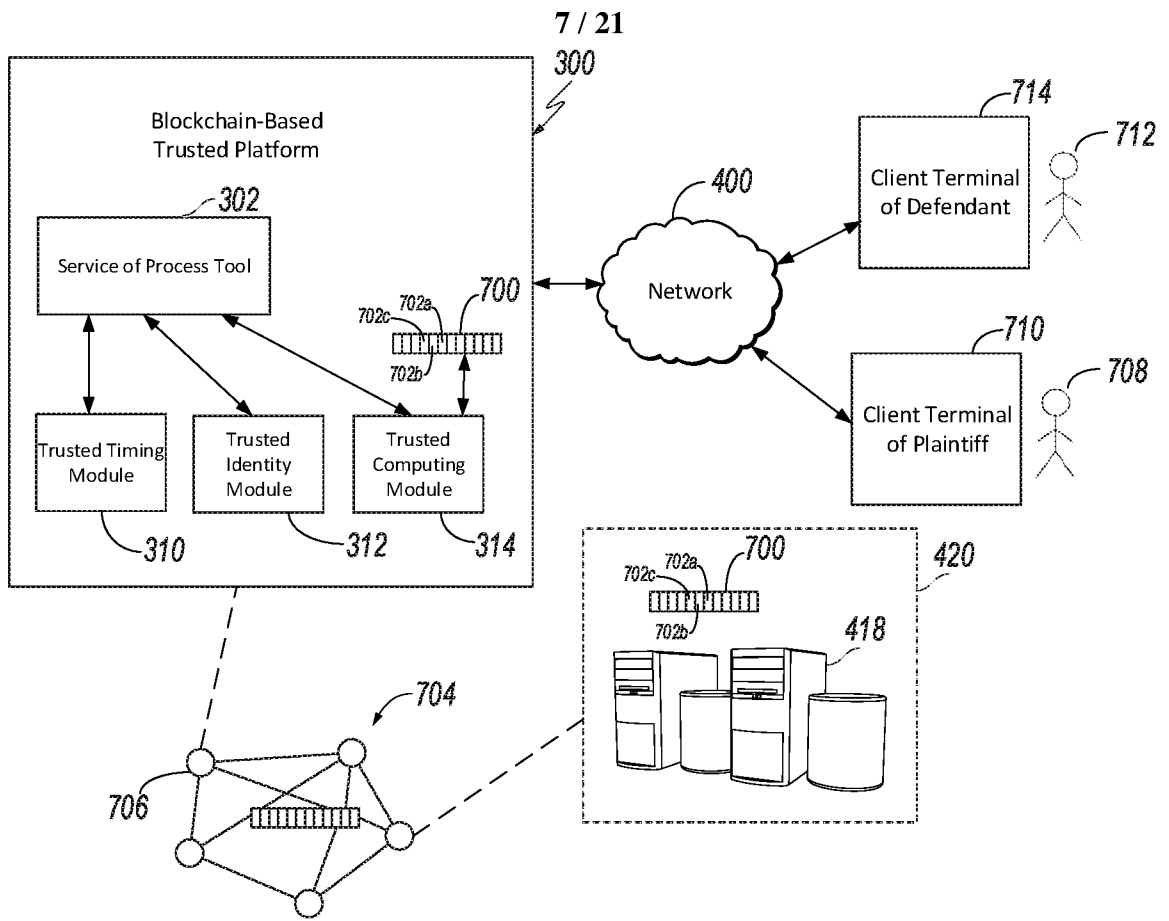 7 / 21
300
Blockchain-Based
Trusted Platform
302
Service of Process Tool
700
702a
702c
702b
Trusted Timing
Module
Trusted
Identity
Module
Trusted
Computing
Module
310
312
314
400
Network
714
712
Client Terminal
of Defendant
710
708
Client Terminal
of Plaintiff
420
700
702a
702c
702b
418
704
706